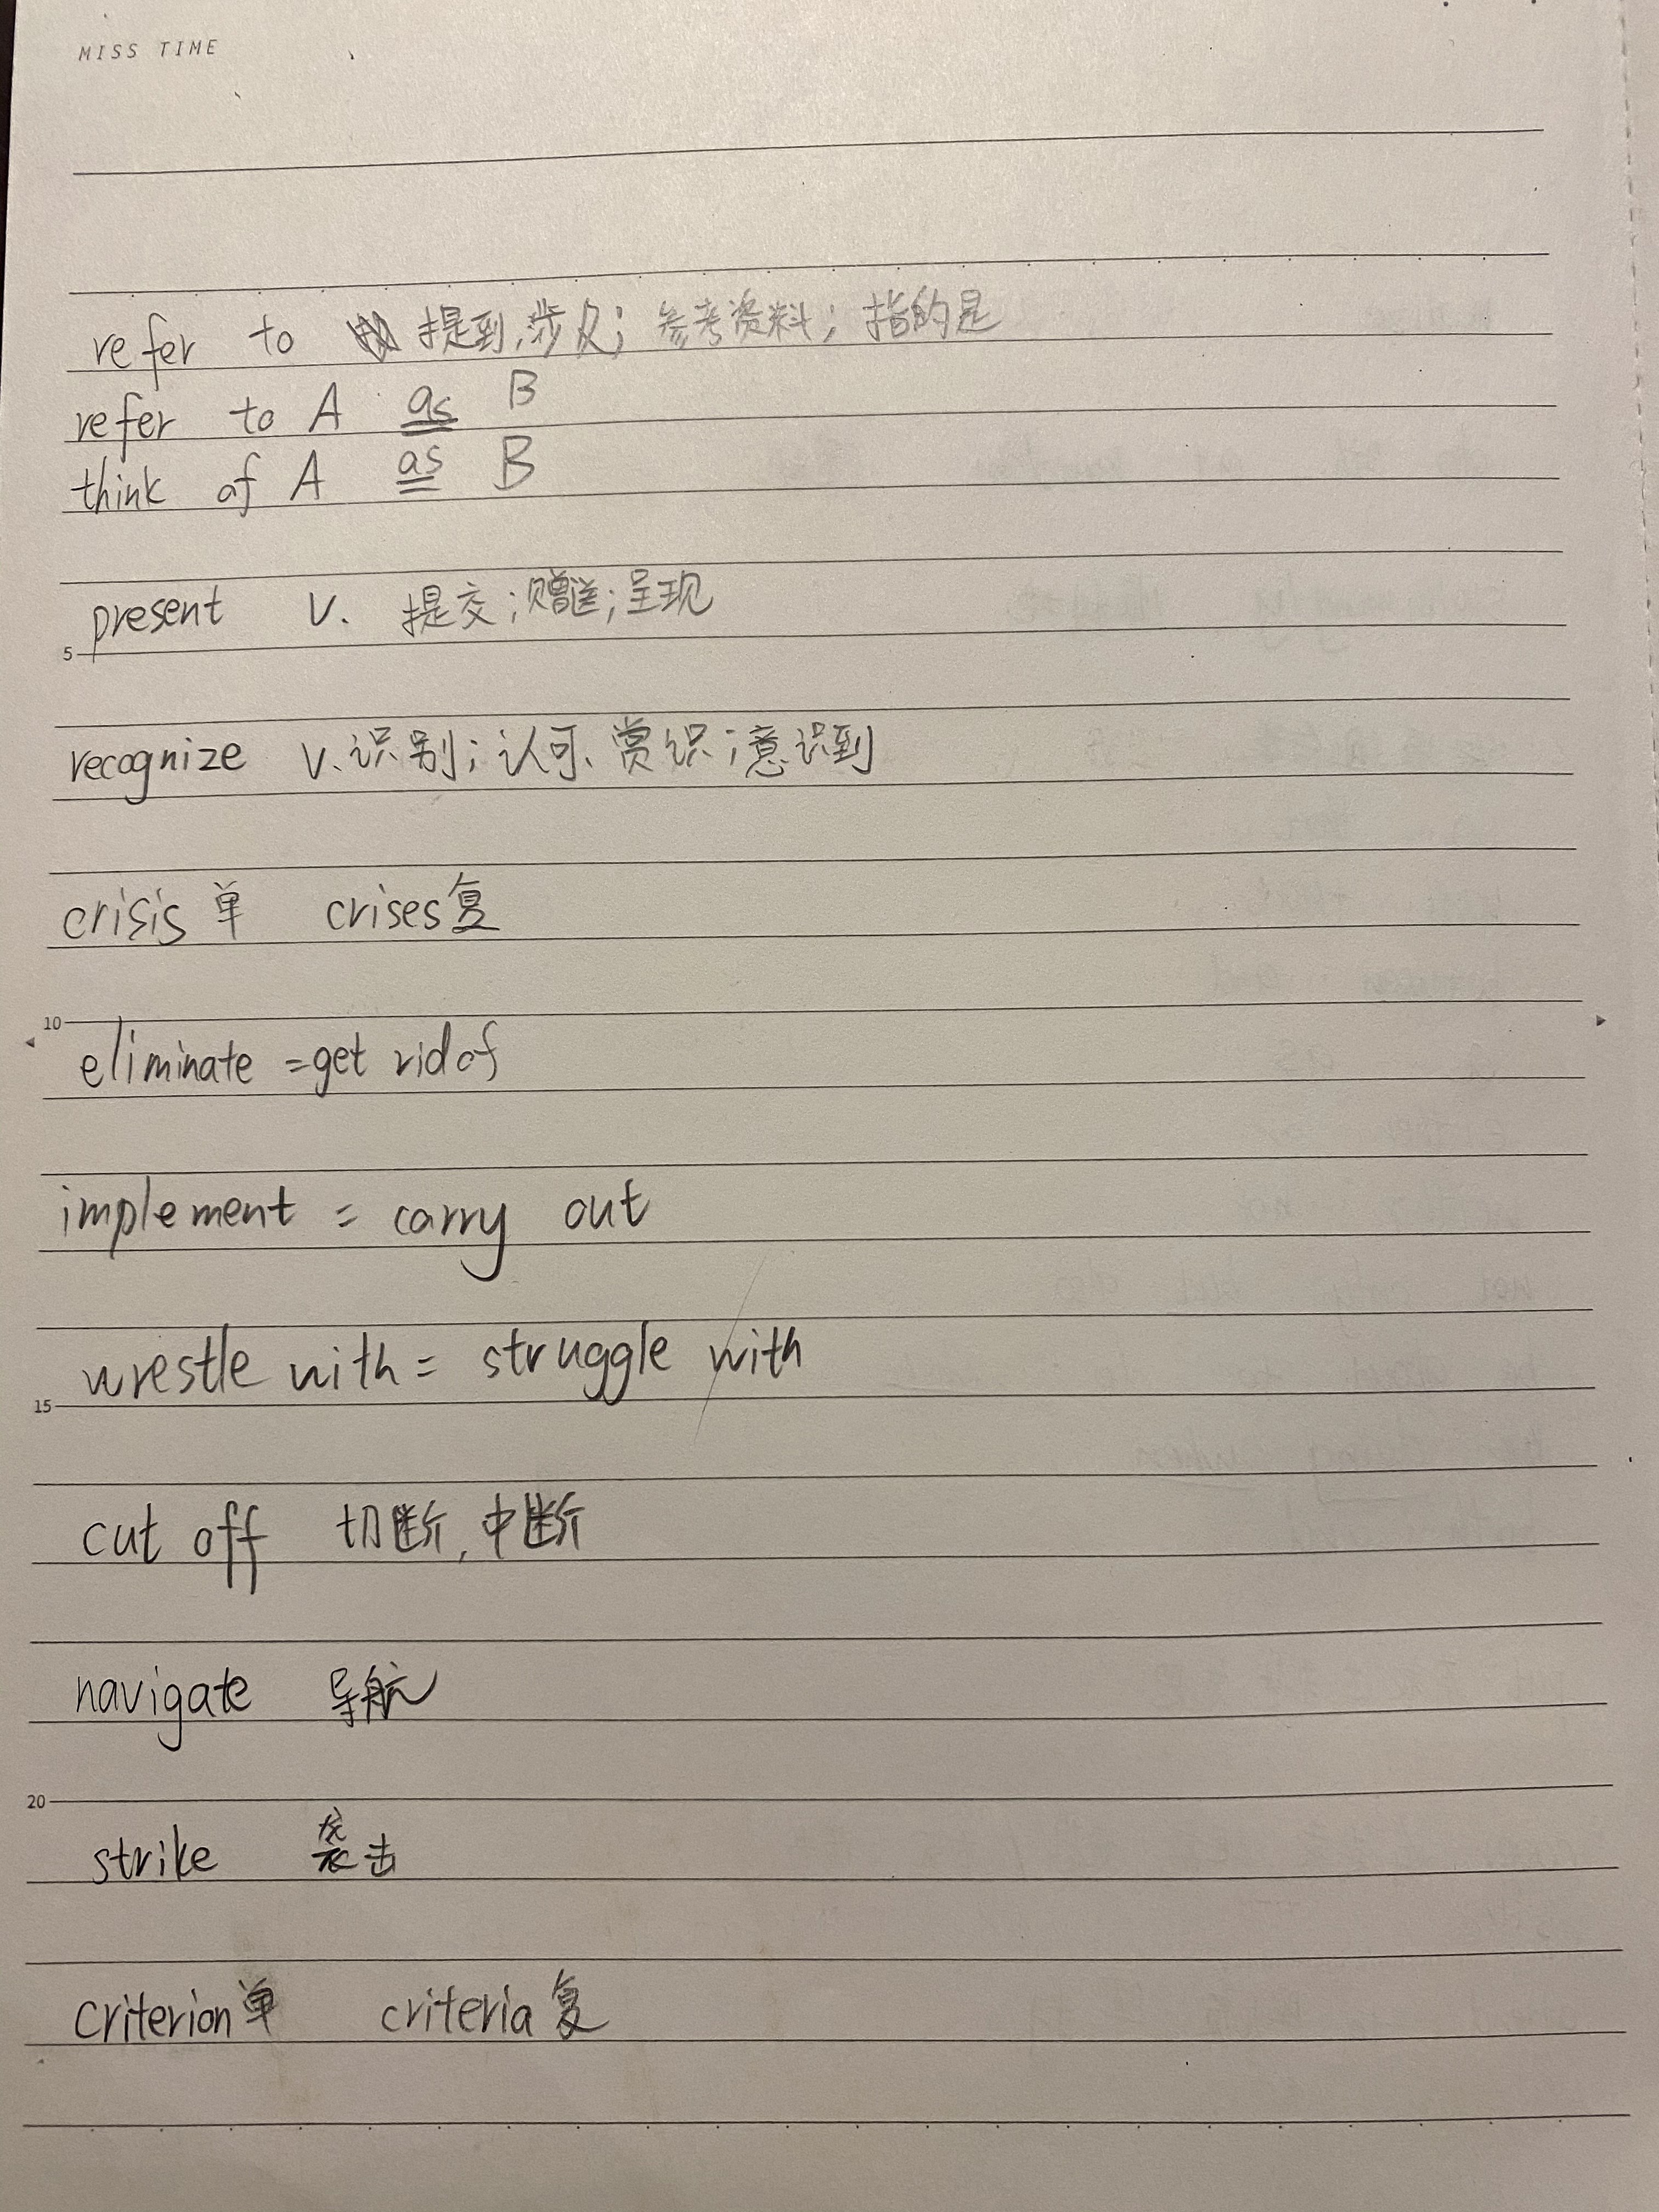 MISS TIME
refer to 提到,涉及;参考资料;指的是
refer to A as B
think of A as B
5
present v. 提交;赠送;呈现
recognize v.识别;认可、赏识;意识到
crisis 单 crises 复
10
eliminate =get rid of
implement = carry out
15
wrestle with = struggle with
cut off 切断,中断
navigate 导航
20
strike 袭击
criterion 单 criteria 复